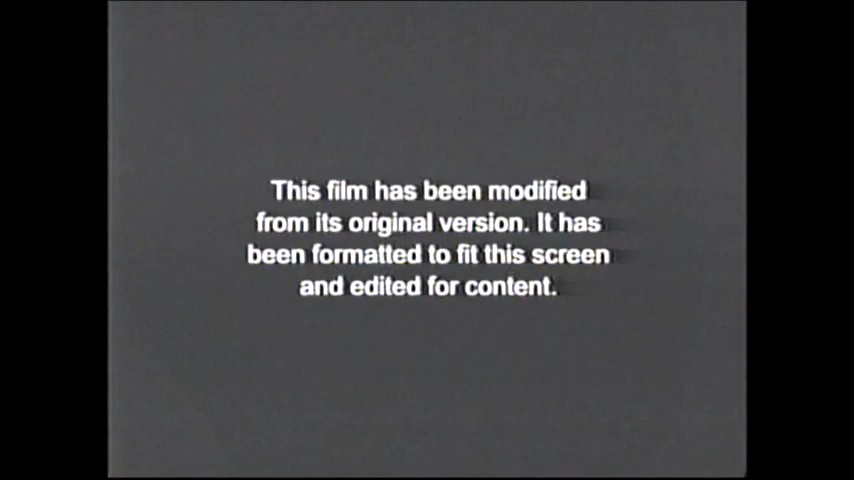 This film has been modified
from its original version. It has
been formatted to fit this screen
and edited for content.